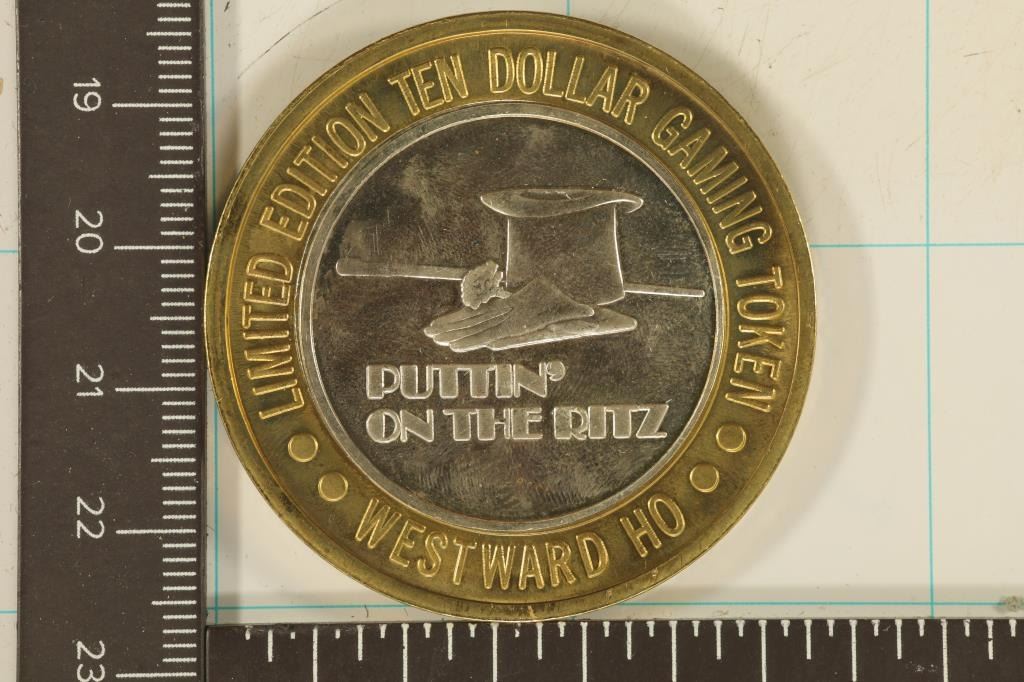 LIMITED EDITION TEN DOLLAR GAMING TOKEN
PUTTIN'
ON THE RITZ
WESTWARD HO
19
20
21
22
23